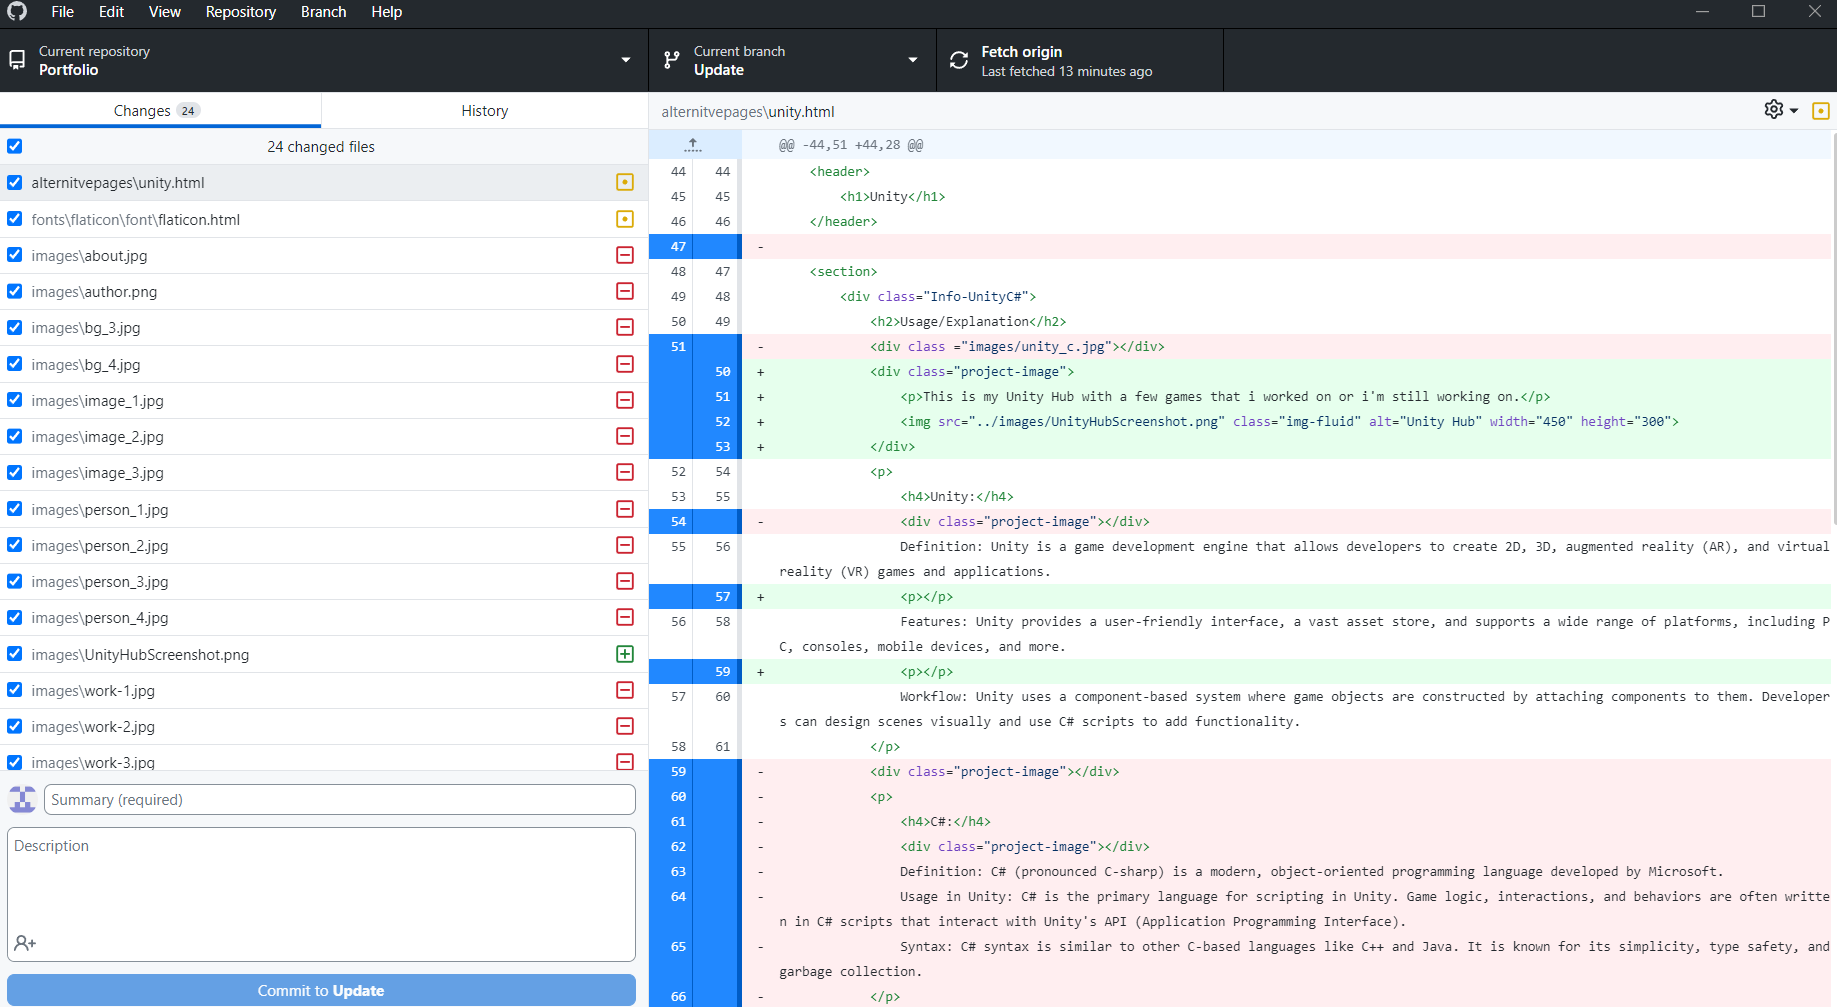 File Edit View Repository Branch Help
Current repository
Portfolio
Current branch
Update
Fetch origin
Last fetched 13 minutes ago
Changes 24
History
24 changed files
alternitvepages\unity.html
fonts\flaticon\font\flaticon.html
images\about.jpg
images\author.png
images\bg_3.jpg
images\bg_4.jpg
images\image_1.jpg
images\image_2.jpg
images\image_3.jpg
images\person_1.jpg
images\person_2.jpg
images\person_3.jpg
images\person_4.jpg
images\UnityHubScreenshot.png
images\work-1.jpg
images\work-2.jpg
images\work-3.jpg
Summary (required)
Description
Commit to Update
alternitvepages\unity.html
@@ -44,51 +44,28 @@
44 44 <header>
45 45 <h1>Unity</h1>
46 46 </header>
47 -
48 47 <section>
49 48 <div class="Info-UnityC#">
50 49 <h2>Usage/Explanation</h2>
51 - <div class ="images/unity_c.jpg"></div>
50 + <div class="project-image">
51 + <p>This is my Unity Hub with a few games that i worked on or i'm still working on.</p>
52 + <img src="../images/UnityHubScreenshot.png" class="img-fluid" alt="Unity Hub" width="450" height="300">
53 + </div>
52 54 <p>
53 55 <h4>Unity:</h4>
54 - <div class="project-image"></div>
55 56 Definition: Unity is a game development engine that allows developers to create 2D, 3D, augmented reality (AR), and virtual
reality (VR) games and applications.
57 + <p></p>
56 58 Features: Unity provides a user-friendly interface, a vast asset store, and supports a wide range of platforms, including P
C, consoles, mobile devices, and more.
59 + <p></p>
57 60 Workflow: Unity uses a component-based system where game objects are constructed by attaching components to them. Developer
s can design scenes visually and use C# scripts to add functionality.
58 61 </p>
59 - <div class="project-image"></div>
60 - <p>
61 - <h4>C#:</h4>
62 - <div class="project-image"></div>
63 - Definition: C# (pronounced C-sharp) is a modern, object-oriented programming language developed by Microsoft.
64 - Usage in Unity: C# is the primary language for scripting in Unity. Game logic, interactions, and behaviors are often writte
n in C# scripts that interact with Unity's API (Application Programming Interface).
65 - Syntax: C# syntax is similar to other C-based languages like C++ and Java. It is known for its simplicity, type safety, and
garbage collection.
66 - </p>